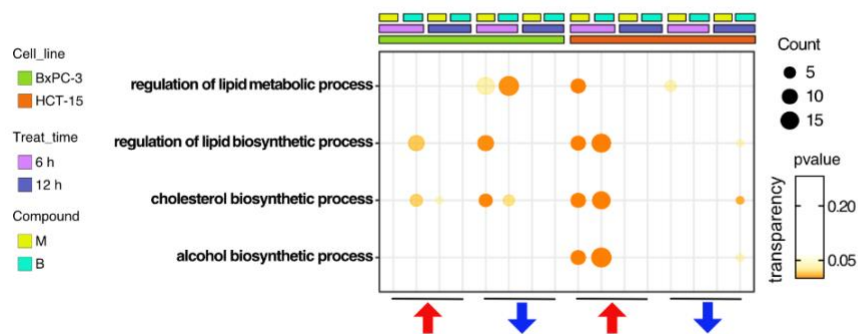 Cell_line
BxPC-3
HCT-15
Treat_time
6 h
12 h
Compound
M
B
regulation of lipid metabolic process
regulation of lipid biosynthetic process
cholesterol biosynthetic process
alcohol biosynthetic process
Count
5
10
15
pvalue
transparency
0.20
0.05